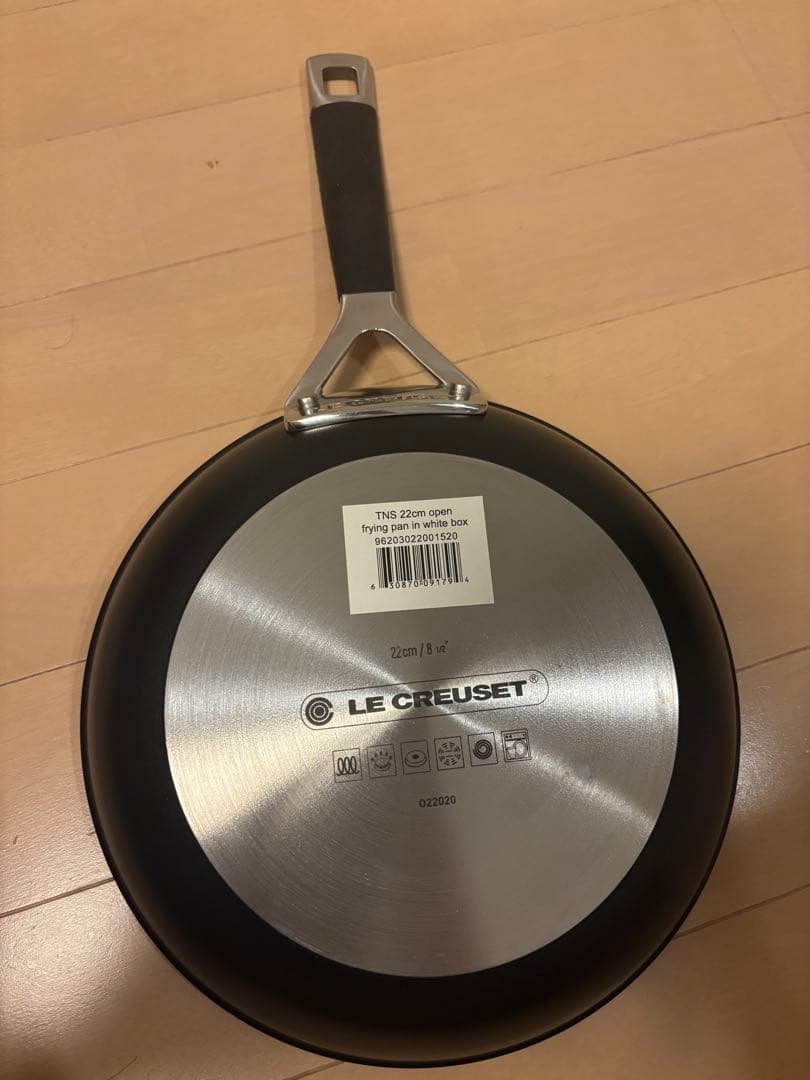 TNS 22cm open
frying pan in white box
96203022001520
6 30870 09179 4
22cm / 8 1/2"
LE CREUSET®
022020